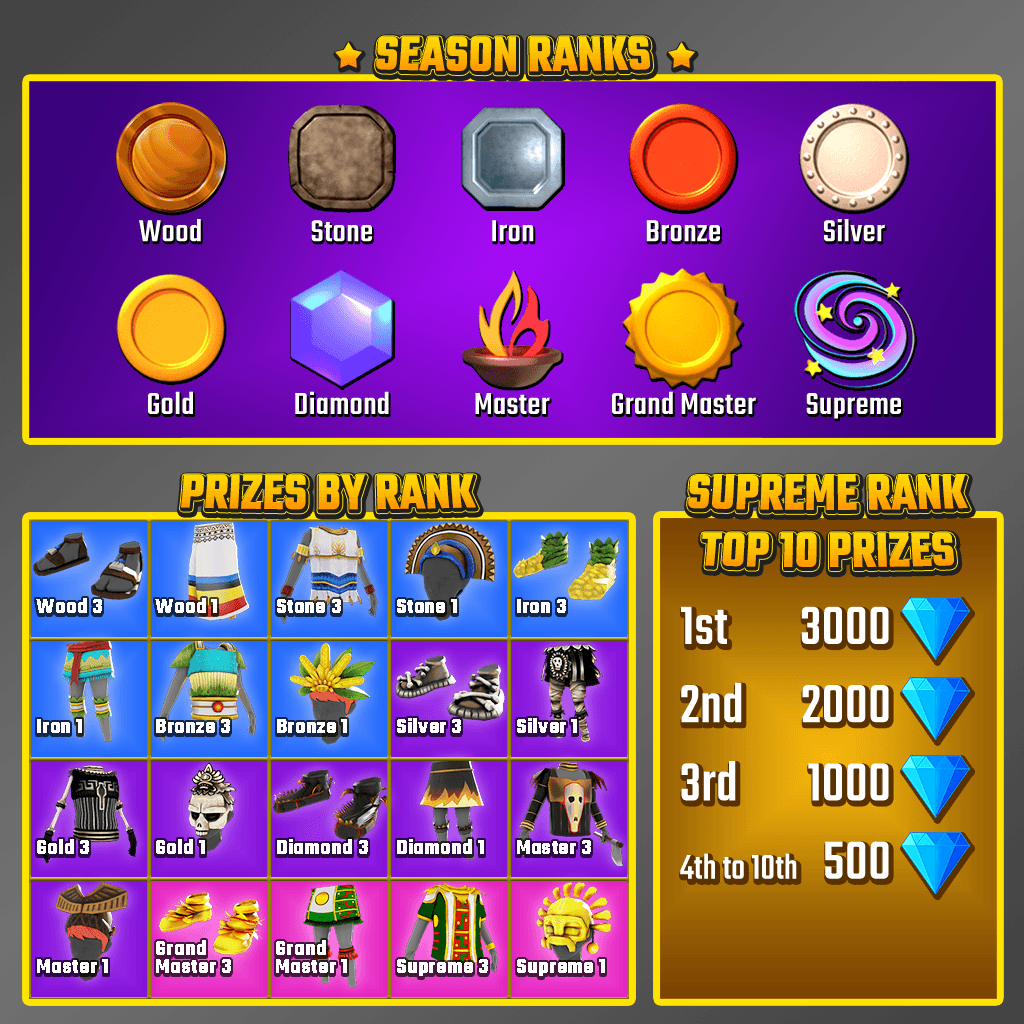 SEASON RANKS
Wood
Stone
Iron
Bronze
Silver
Gold
Diamond
Master
Grand Master
Supreme
PRIZES BY RANK
Wood 3
Wood 1
Stone 3
Stone 1
Iron 3
Iron 1
Bronze 3
Bronze 1
Silver 3
Silver 1
Gold 3
Gold 1
Diamond 3
Diamond 1
Master 3
Master 1
Grand
Master 3
Grand
Master 1
Supreme 3
Supreme 1
SUPREME RANK
TOP 10 PRIZES
1st 3000
2nd 2000
3rd 1000
4th to 10th 500